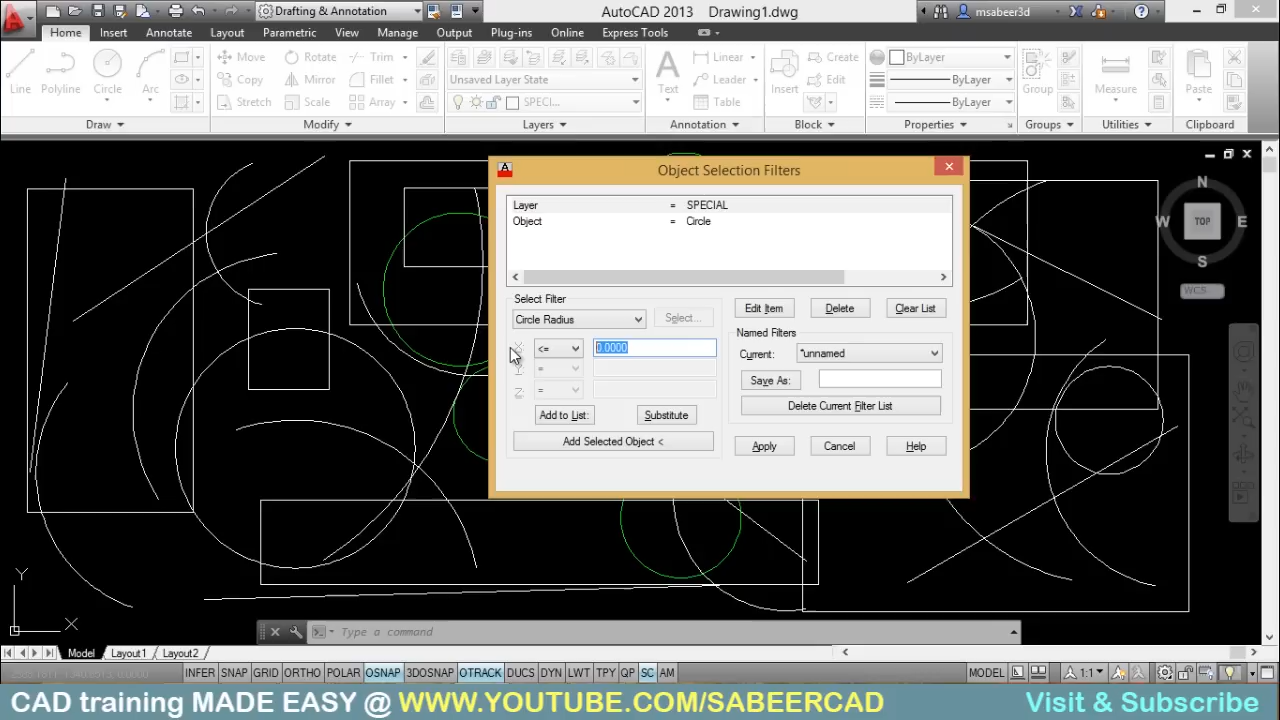 Drafting & Annotation
AutoCAD 2013 Drawing1.dwg
msabeer3d
Home Insert Annotate Layout Parametric View Manage Output Plug-ins Online Express Tools
Line Polyline Circle Arc
Move Rotate Trim
Copy Mirror Fillet
Stretch Scale Array
Unsaved Layer State
SPECI...
Text
Linear
Leader
Table
Insert
Create
Edit
ByLayer
ByLayer
ByLayer
Group
Measure
Paste
Draw Modify Layers Annotation Block Properties Groups Utilities Clipboard
Object Selection Filters
Layer = SPECIAL
Object = Circle
Select Filter
Circle Radius
Select...
X <= 0.0000
Y: =
Z: =
Add to List:
Substitute
Add Selected Object <
Edit Item
Delete
Clear List
Named Filters
Current: *unnamed
Save As:
Delete Current Filter List
Apply
Cancel
Help
N
W TOP E
S
WCS
Y
X
Type a command
Model Layout1 Layout2
INFER SNAP GRID ORTHO POLAR OSNAP 3DOSNAP OTRACK DUCS DYN LWT TPY QP SC AM
MODEL
1:1
CAD training MADE EASY @ WWW.YOUTUBE.COM/SABEERCAD
Visit & Subscribe